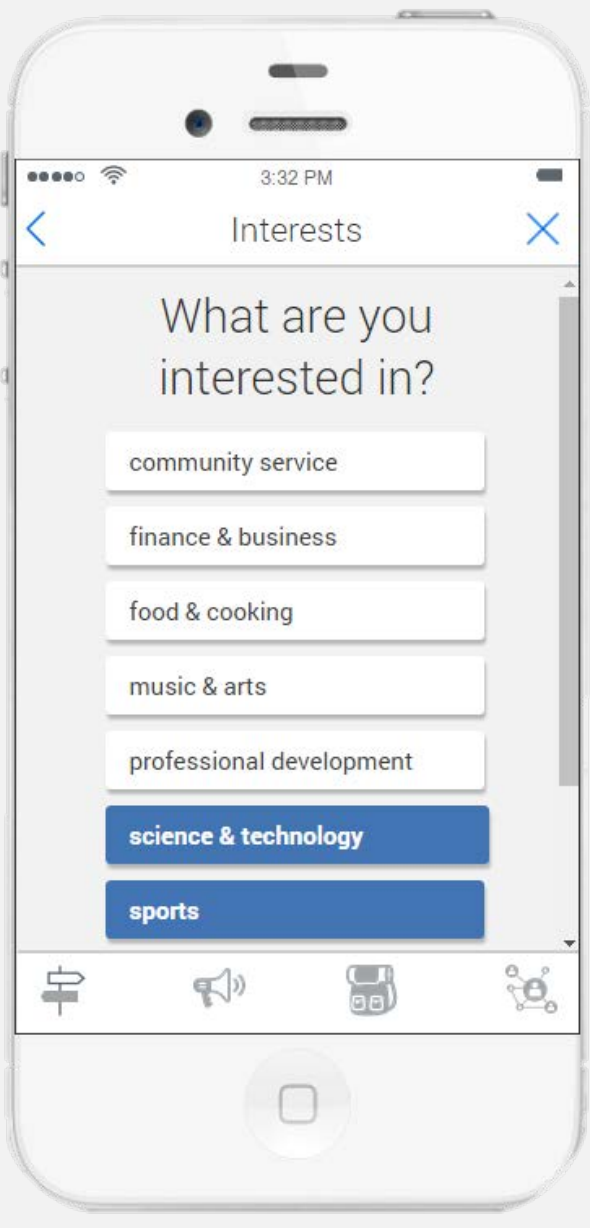 3:32 PM
Interests
What are you
interested in?
community service
finance & business
food & cooking
music & arts
professional development
science & technology
sports